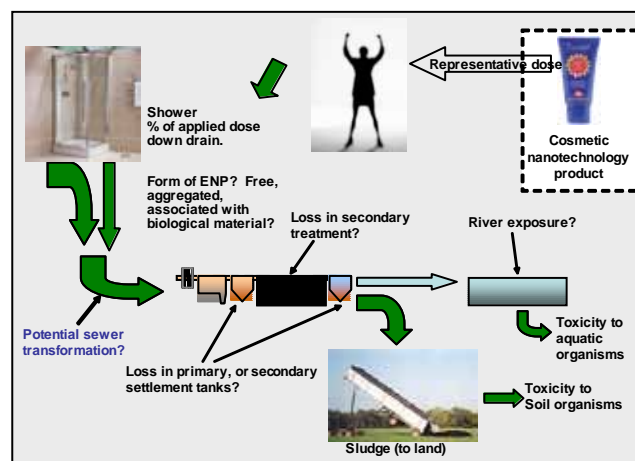 Representative dose
Cosmetic
nanotechnology
product
Shower
% of applied dose
down drain.
Form of ENP? Free,
aggregated,
associated with
biological material?
Loss in secondary
treatment?
River exposure?
Potential sewer
transformation?
Loss in primary, or secondary
settlement tanks?
Toxicity to
aquatic
organisms
Toxicity to
Soil organisms
Sludge (to land)